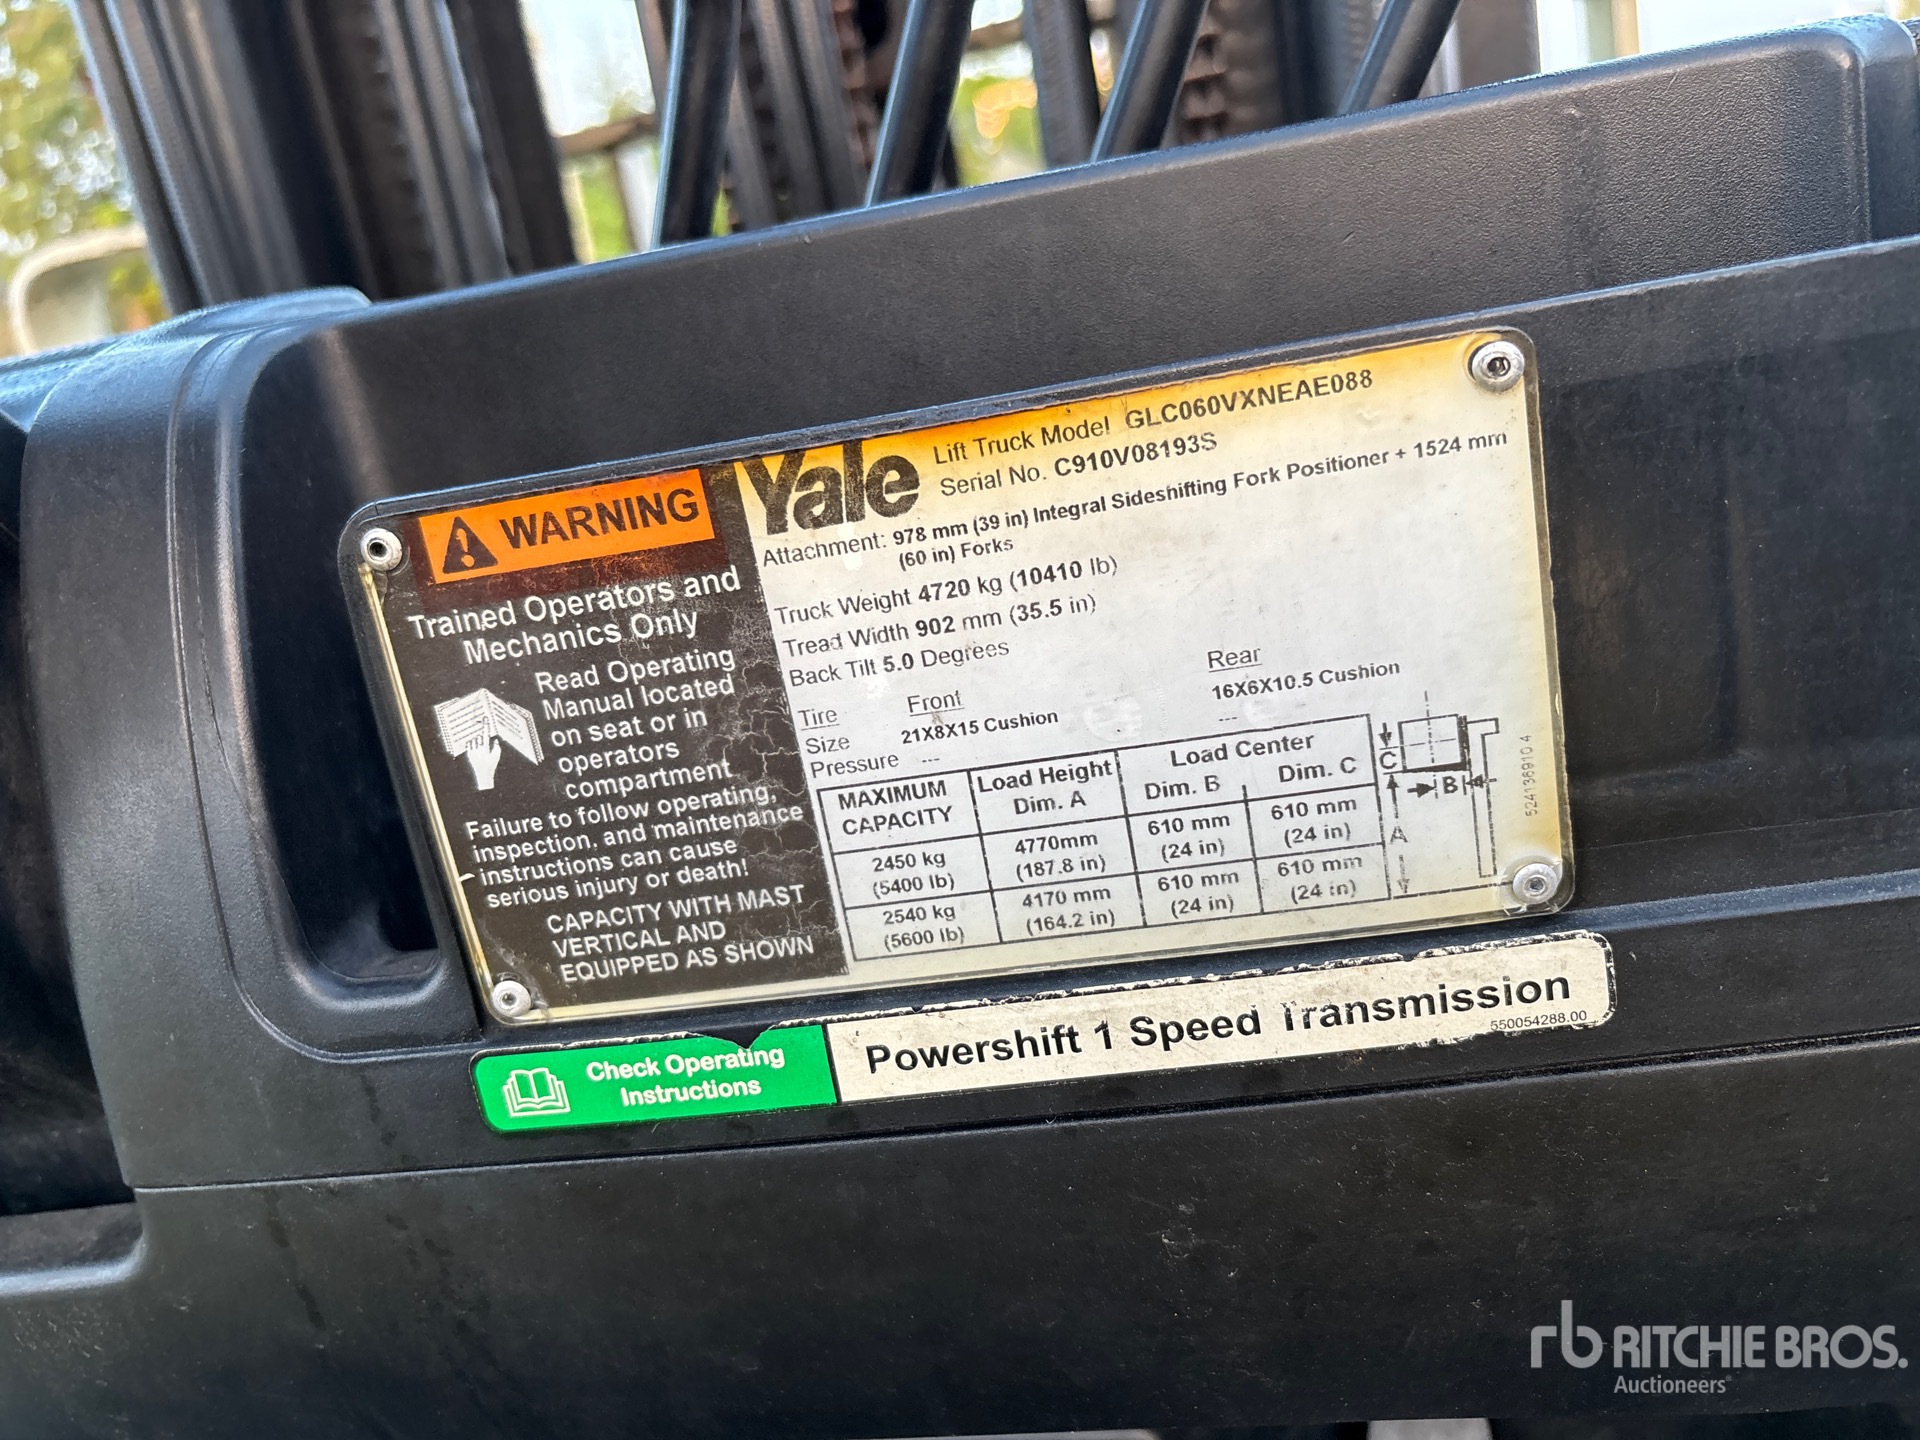 WARNING
Trained Operators and
Mechanics Only
Read Operating
Manual located
on seat or in
operators
compartment
Failure to follow operating,
inspection, and maintenance
instructions can cause
serious injury or death!
CAPACITY WITH MAST
VERTICAL AND
EQUIPPED AS SHOWN
Yale
Lift Truck Model GLC060VXNEAE088
Serial No. C910V08193S
Attachment: 978 mm (39 in) Integral Sideshifting Fork Positioner + 1524 mm
(60 in) Forks
Truck Weight 4720 kg (10410 lb)
Tread Width 902 mm (35.5 in)
Back Tilt 5.0 Degrees
Tire Front Rear
Size 21X8X15 Cushion 16X6X10.5 Cushion
Pressure --- ---
MAXIMUM CAPACITY Load Height Dim. A Load Center Dim. B Dim. C
2450 kg (5400 lb) 4770mm (187.8 in) 610 mm (24 in) 610 mm (24 in)
2540 kg (5600 lb) 4170 mm (164.2 in) 610 mm (24 in) 610 mm (24 in)
C
B
A
524136910 4
Check Operating
Instructions
Powershift 1 Speed Transmission
550054288.00
rb RITCHIE BROS.
Auctioneers